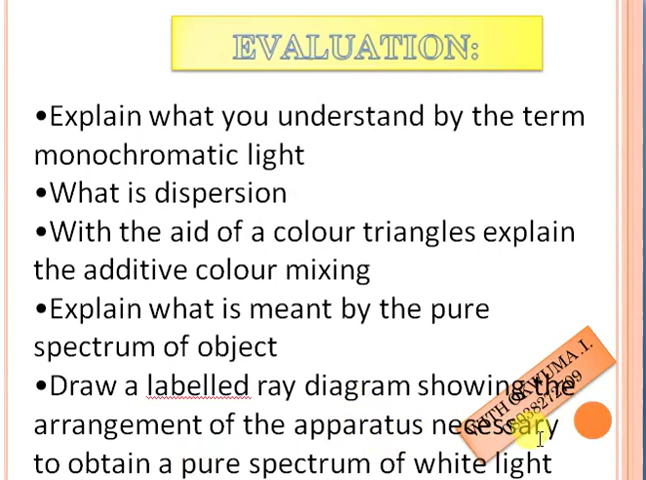 EVALUATION:
•Explain what you understand by the term
monochromatic light
•What is dispersion
•With the aid of a colour triangles explain
the additive colour mixing
•Explain what is meant by the pure
spectrum of object
•Draw a labelled ray diagram showing the
arrangement of the apparatus necessary
to obtain a pure spectrum of white light